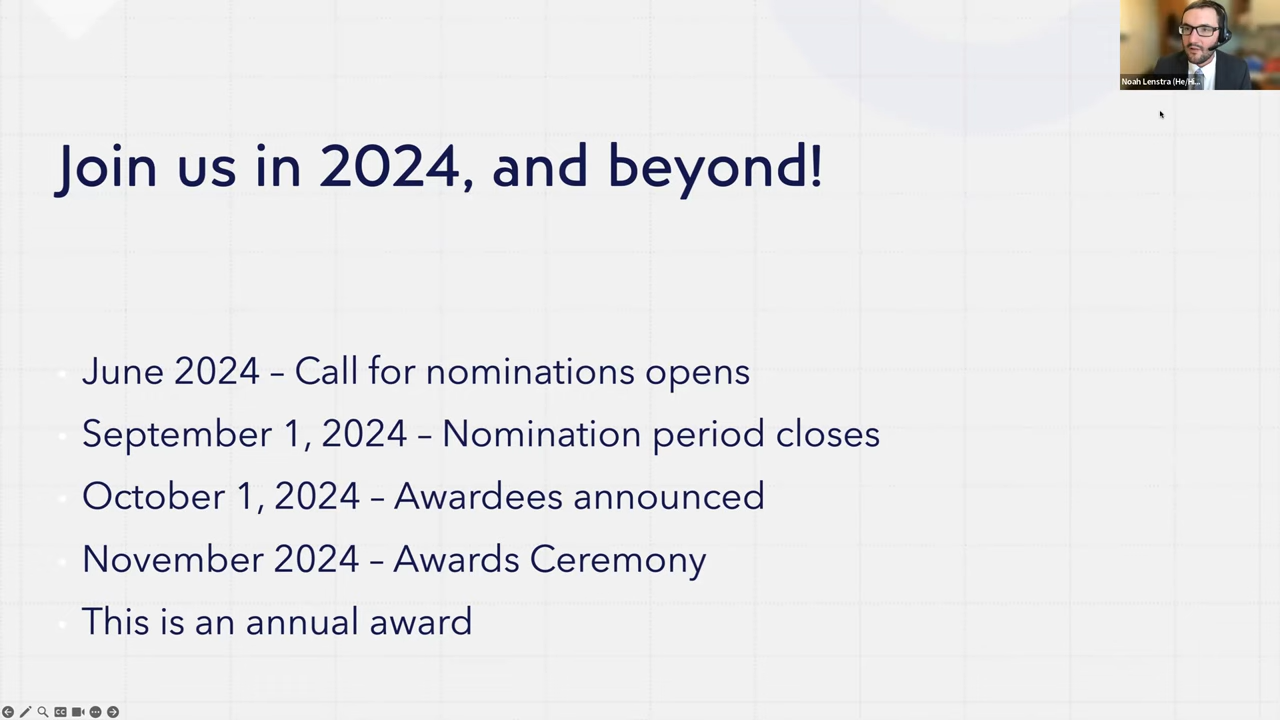 Noah Lenstra (He/Hi...
Join us in 2024, and beyond!
June 2024 – Call for nominations opens
September 1, 2024 – Nomination period closes
October 1, 2024 – Awardees announced
November 2024 – Awards Ceremony
This is an annual award
CC